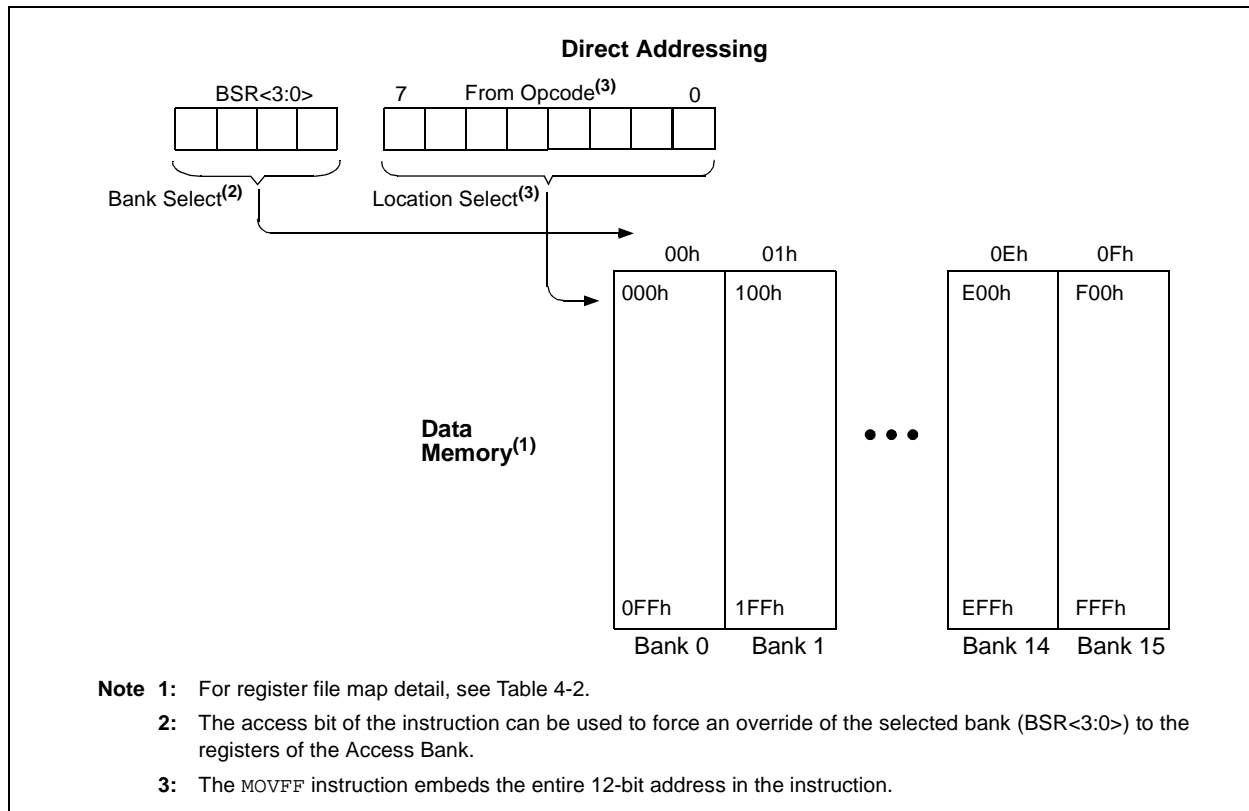 Direct Addressing
BSR<3:0> 7 From Opcode(3) 0
Bank Select(2) Location Select(3)
00h 01h 0Eh 0Fh
000h 100h E00h F00h
Data
Memory(1)
0FFh 1FFh EFFh FFFh
Bank 0 Bank 1 Bank 14 Bank 15
Note 1: For register file map detail, see Table 4-2.
2: The access bit of the instruction can be used to force an override of the selected bank (BSR<3:0>) to the
registers of the Access Bank.
3: The MOVFF instruction embeds the entire 12-bit address in the instruction.